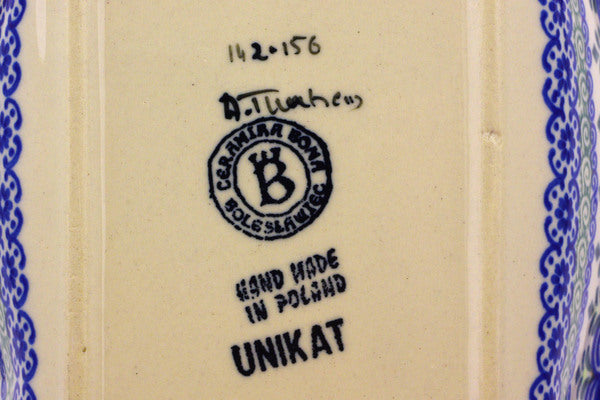 142.156
CERAMIKA BONA
B
BOLESŁAWIEC
HAND MADE
IN POLAND
UNIKAT